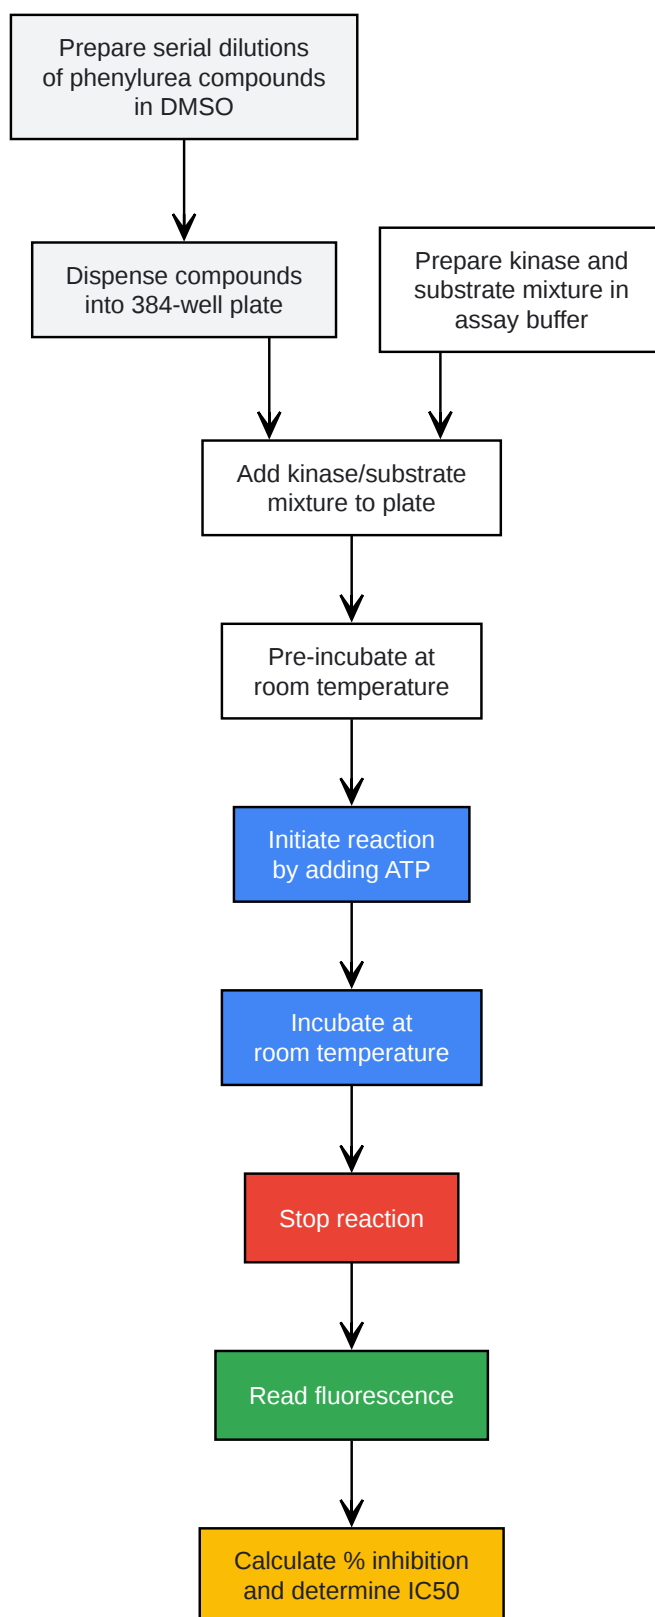 Prepare serial dilutions
of phenylurea compounds
in DMSO
Dispense compounds
into 384-well plate
Prepare kinase and
substrate mixture in
assay buffer
Add kinase/substrate
mixture to plate
Pre-incubate at
room temperature
Initiate reaction
by adding ATP
Incubate at
room temperature
Stop reaction
Read fluorescence
Calculate % inhibition
and determine IC50